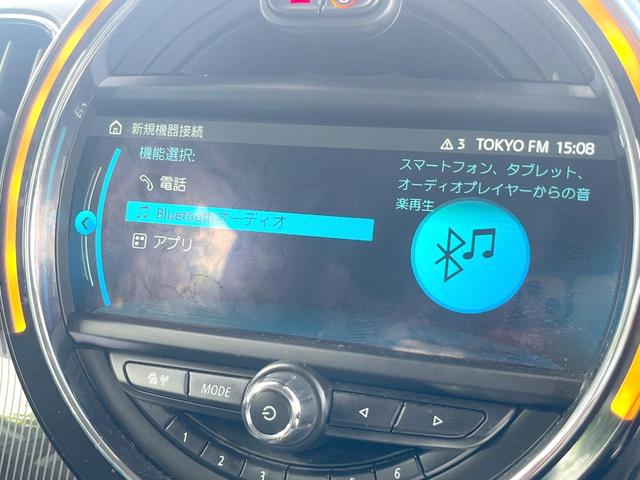 新規機器接続
⚠3 TOKYO FM 15:08
機能選択:
電話
Bluetoothオーディオ
アプリ
スマートフォン、タブレット、
オーディオプレイヤーからの音
楽再生
MODE
1
2
3
6